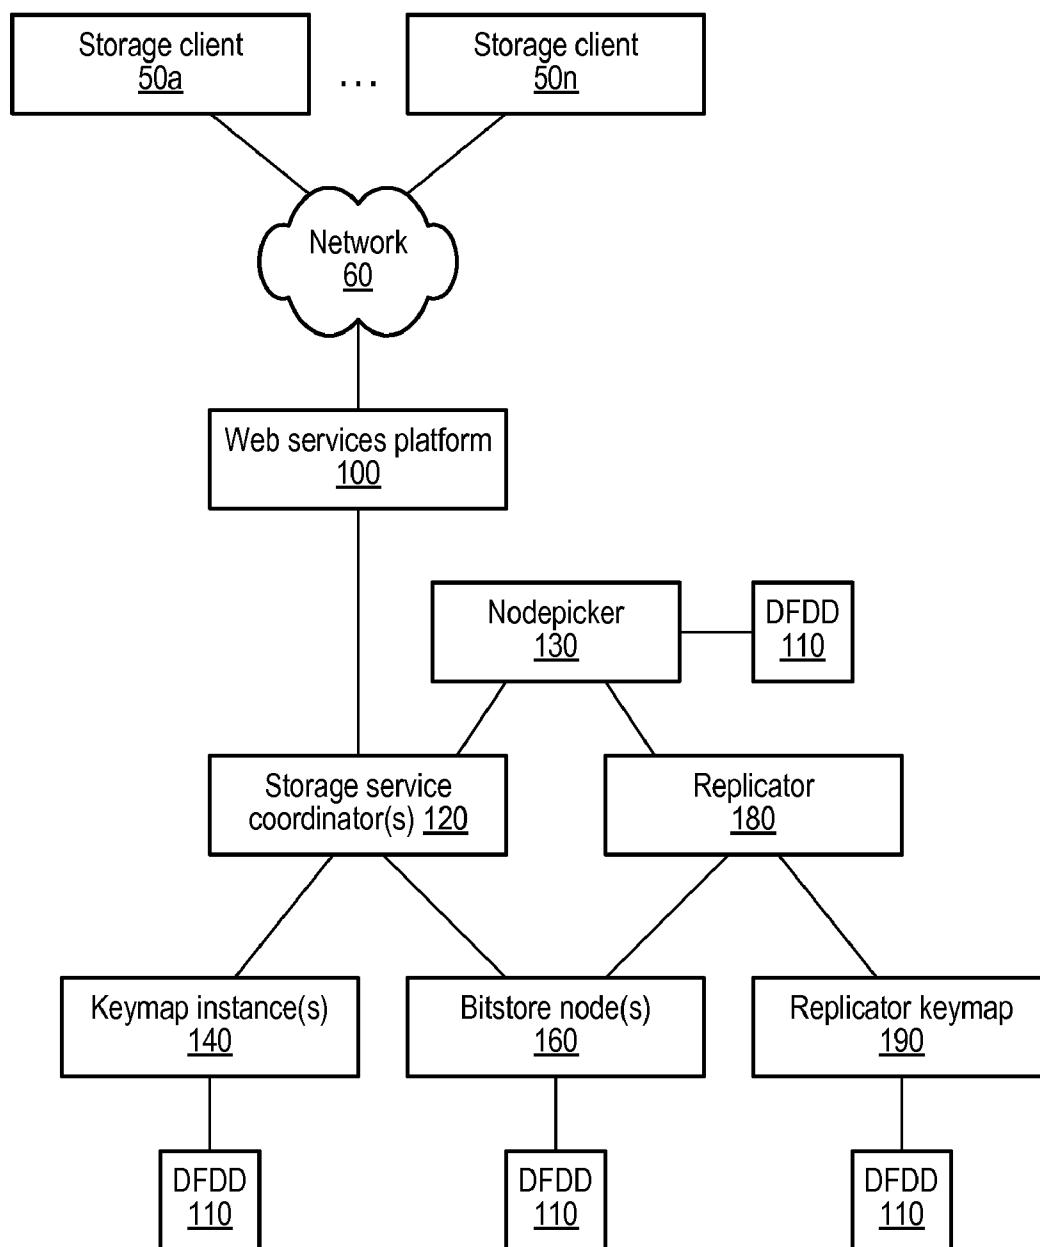 Storage client
50a
...
Storage client
50n
Network
60
Web services platform
100
Nodepicker
130
DFDD
110
Storage service
coordinator(s) 120
Replicator
180
Keymap instance(s)
140
Bitstore node(s)
160
Replicator keymap
190
DFDD
110
DFDD
110
DFDD
110